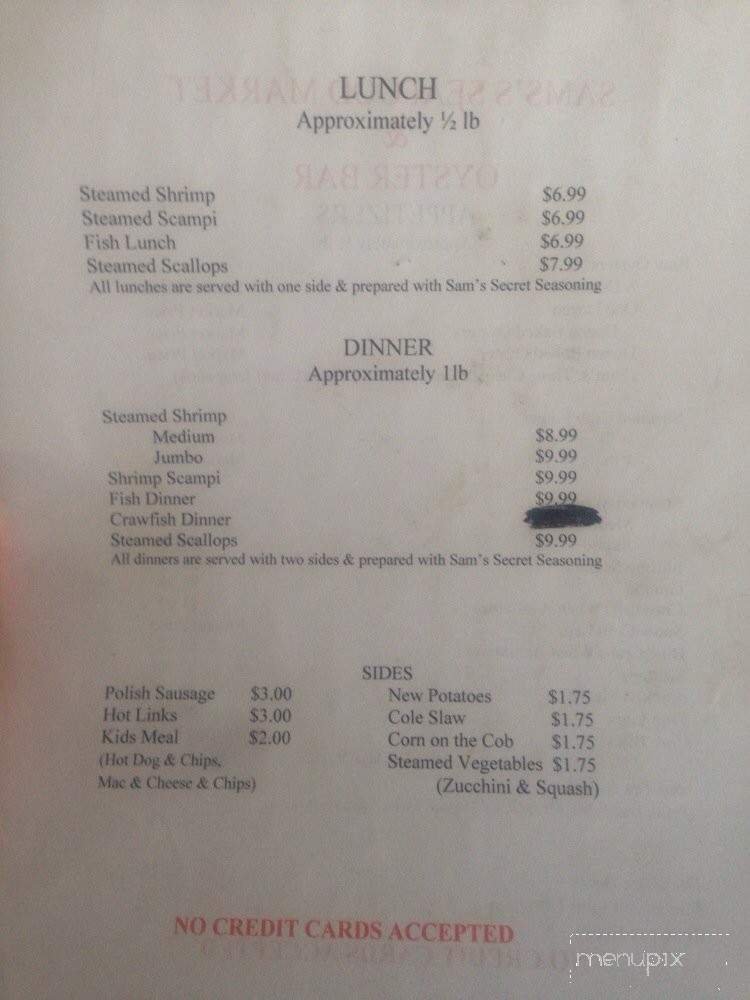 LUNCH
Approximately ½ lb
Steamed Shrimp $6.99
Steamed Scampi $6.99
Fish Lunch $6.99
Steamed Scallops $7.99
All lunches are served with one side & prepared with Sam's Secret Seasoning
DINNER
Approximately 1lb
Steamed Shrimp
Medium $8.99
Jumbo $9.99
Shrimp Scampi $9.99
Fish Dinner $9.99
Crawfish Dinner
Steamed Scallops $9.99
All dinners are served with two sides & prepared with Sam's Secret Seasoning
Polish Sausage $3.00
Hot Links $3.00
Kids Meal $2.00
(Hot Dog & Chips,
Mac & Cheese & Chips)
SIDES
New Potatoes $1.75
Cole Slaw $1.75
Corn on the Cob $1.75
Steamed Vegetables $1.75
(Zucchini & Squash)
NO CREDIT CARDS ACCEPTED
menupix